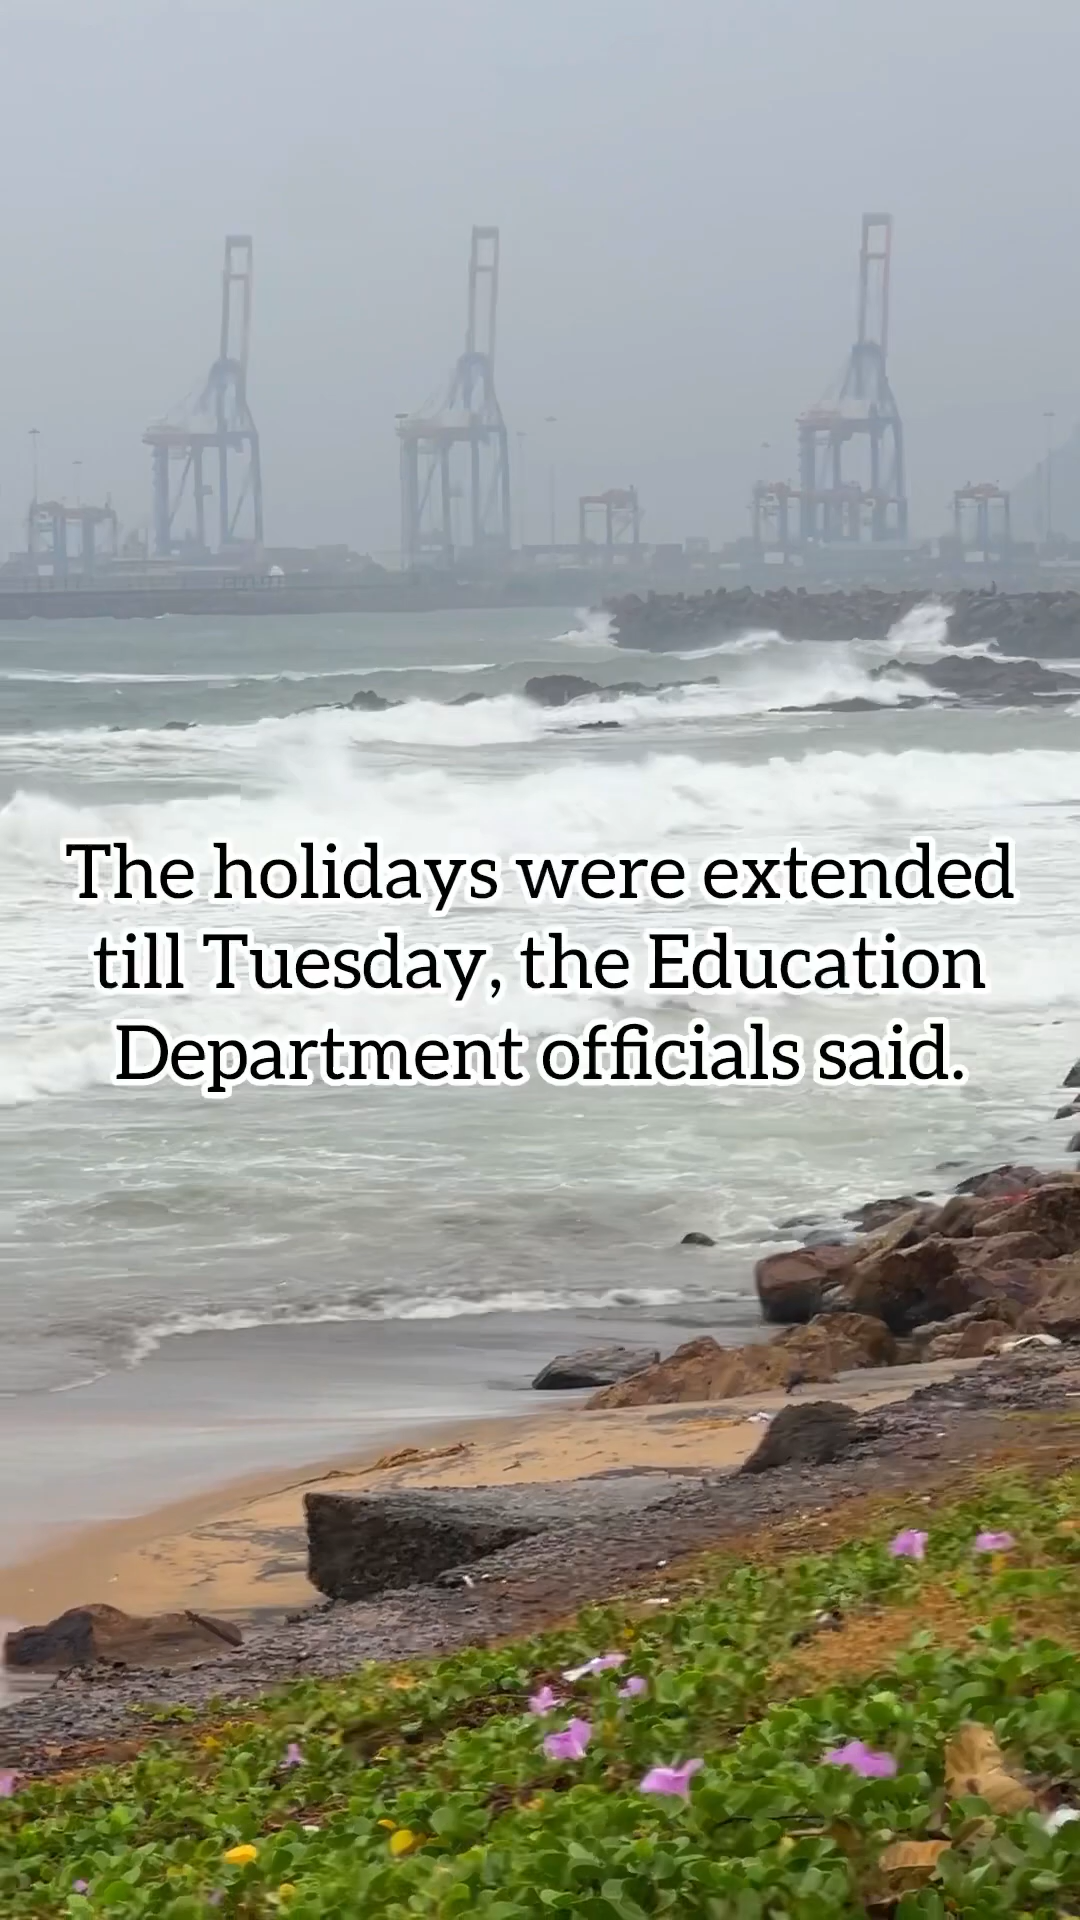 The holidays were extended
till Tuesday, the Education
Department officials said.